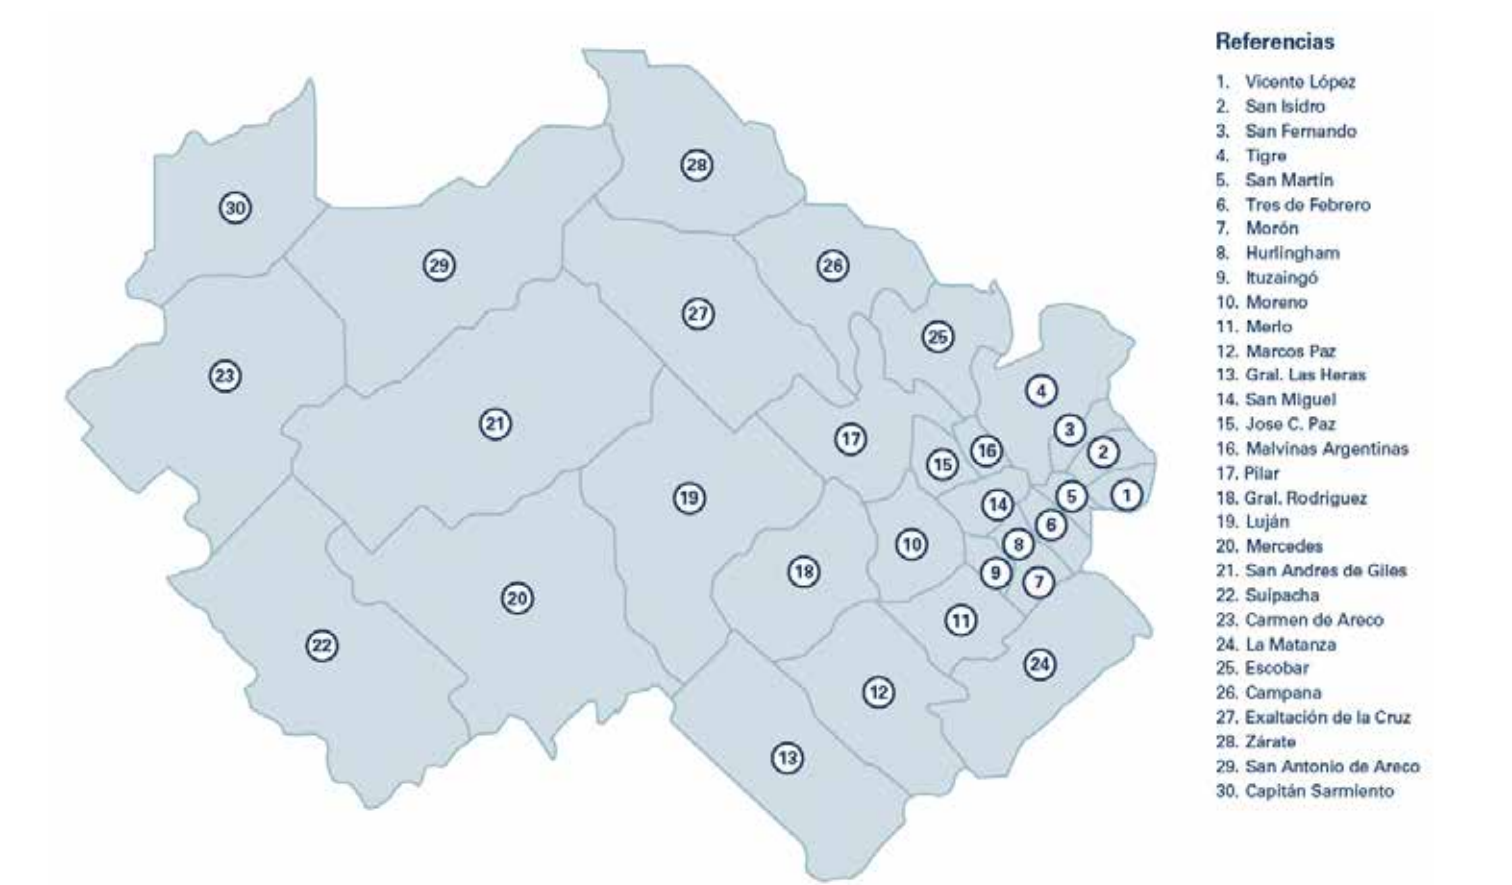 Referencias
1. Vicente López
2. San Isidro
3. San Fernando
4. Tigre
5. San Martín
6. Tres de Febrero
7. Morón
8. Hurlingham
9. Ituzaingó
10. Moreno
11. Merlo
12. Marcos Paz
13. Gral. Las Heras
14. San Miguel
15. Jose C. Paz
16. Malvinas Argentinas
17. Pilar
18. Gral. Rodriguez
19. Luján
20. Mercedes
21. San Andres de Giles
22. Suipacha
23. Carmen de Areco
24. La Matanza
25. Escobar
26. Campana
27. Exaltación de la Cruz
28. Zárate
29. San Antonio de Areco
30. Capitán Sarmiento
28
30
29
26
27
25
23
4
21
3
17
16
2
15
19
5
1
14
6
10
8
18
9
7
20
11
22
24
12
13